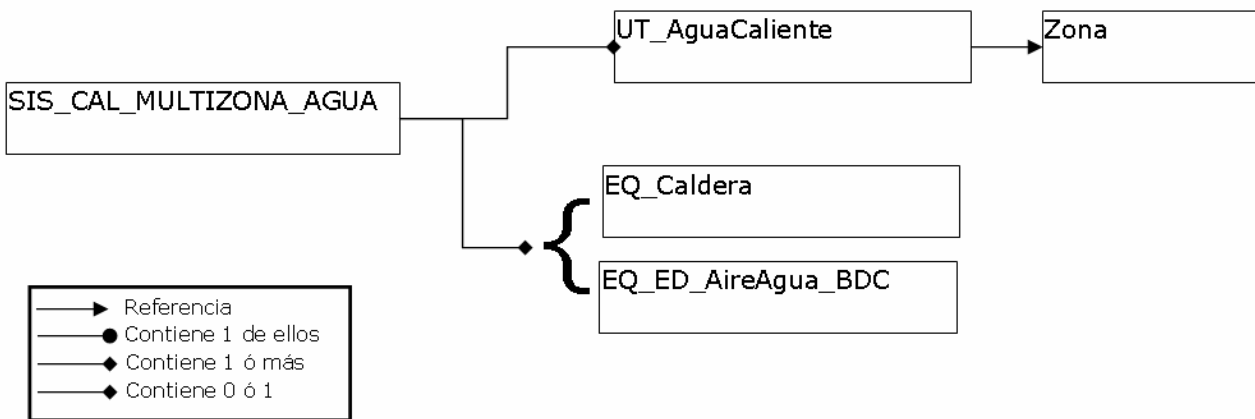 UT_AguaCaliente
Zona
SIS_CAL_MULTIZONA_AGUA
EQ_Caldera
EQ_ED_AireAgua_BDC
Referencia
Contiene 1 de ellos
Contiene 1 ó más
Contiene 0 ó 1